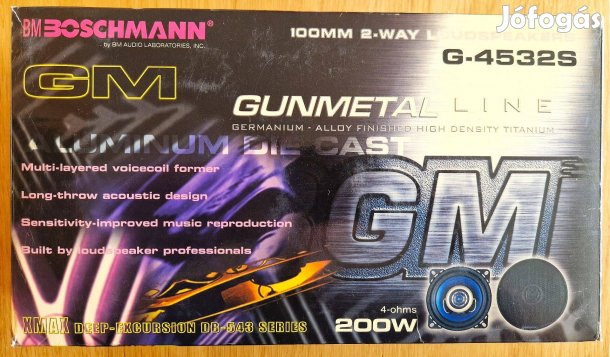 Jófogás
BM BOSCHMANN®
by BM AUDIO LABORATORIES, INC.
100MM 2-WAY LOUDSPEAKERS
G-4532S
GM
GUNMETAL LINE
GERMANIUM - ALLOY FINISHED HIGH DENSITY TITANIUM
ALUMINUM DIE CAST
Multi-layered voicecoil former
Long-throw acoustic design
Sensitivity-improved music reproduction
Built by loudspeaker professionals
GM
4-ohms
200W
XMAX DEEP-EXCURSION DR-543 SERIES